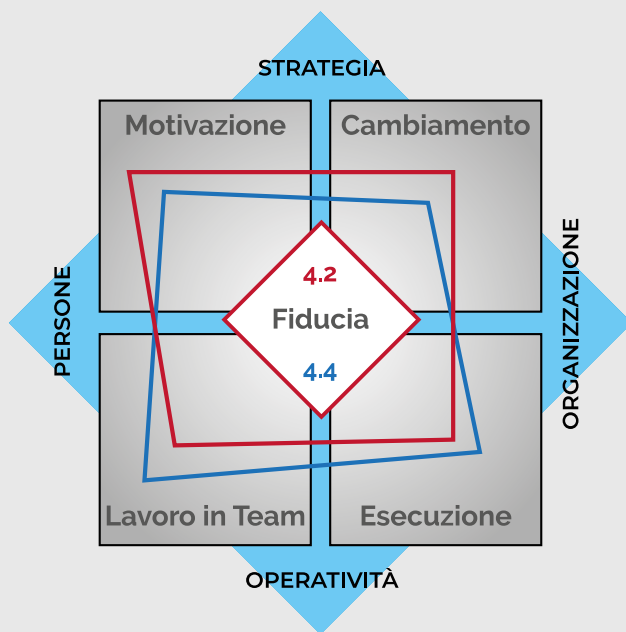 STRATEGIA
Motivazione
Cambiamento
PERSONE
4.2
Fiducia
4.4
ORGANIZZAZIONE
Lavoro in Team
Esecuzione
OPERATIVITÀ